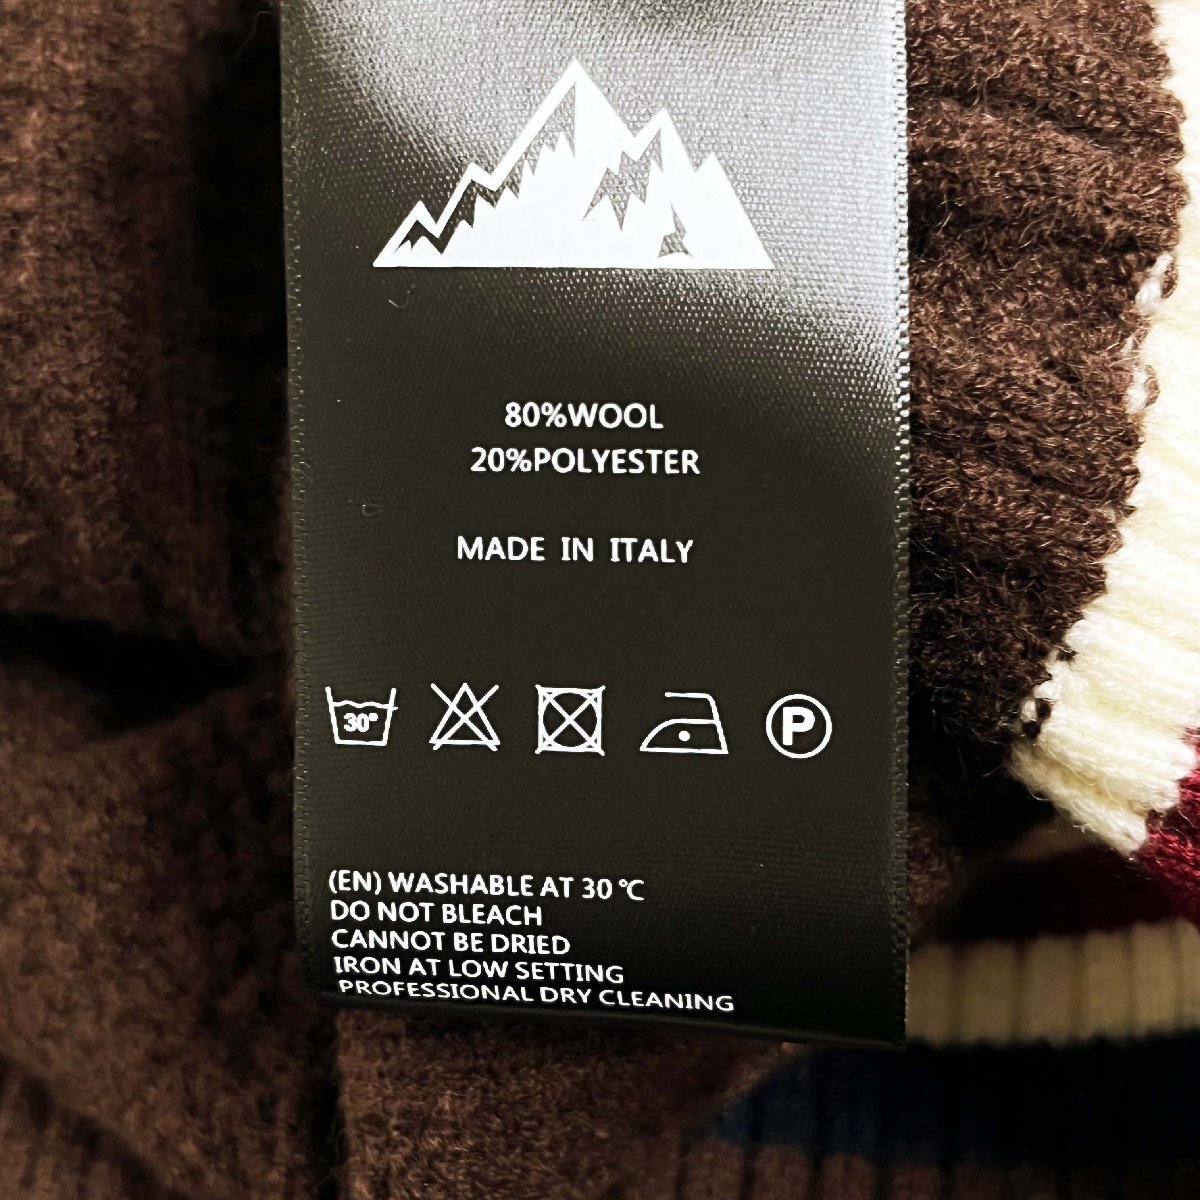 80%WOOL
20%POLYESTER
MADE IN ITALY
30° P
(EN) WASHABLE AT 30 ℃
DO NOT BLEACH
CANNOT BE DRIED
IRON AT LOW SETTING
PROFESSIONAL DRY CLEANING